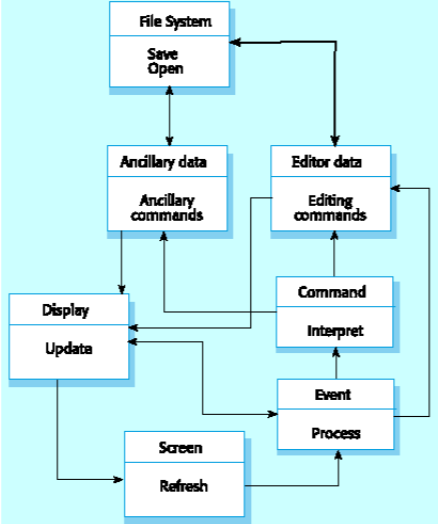 File System
Save
Open
Ancillary data
Ancillary
commands
Editor data
Editing
commands
Command
Interpret
Display
Update
Event
Process
Screen
Refresh